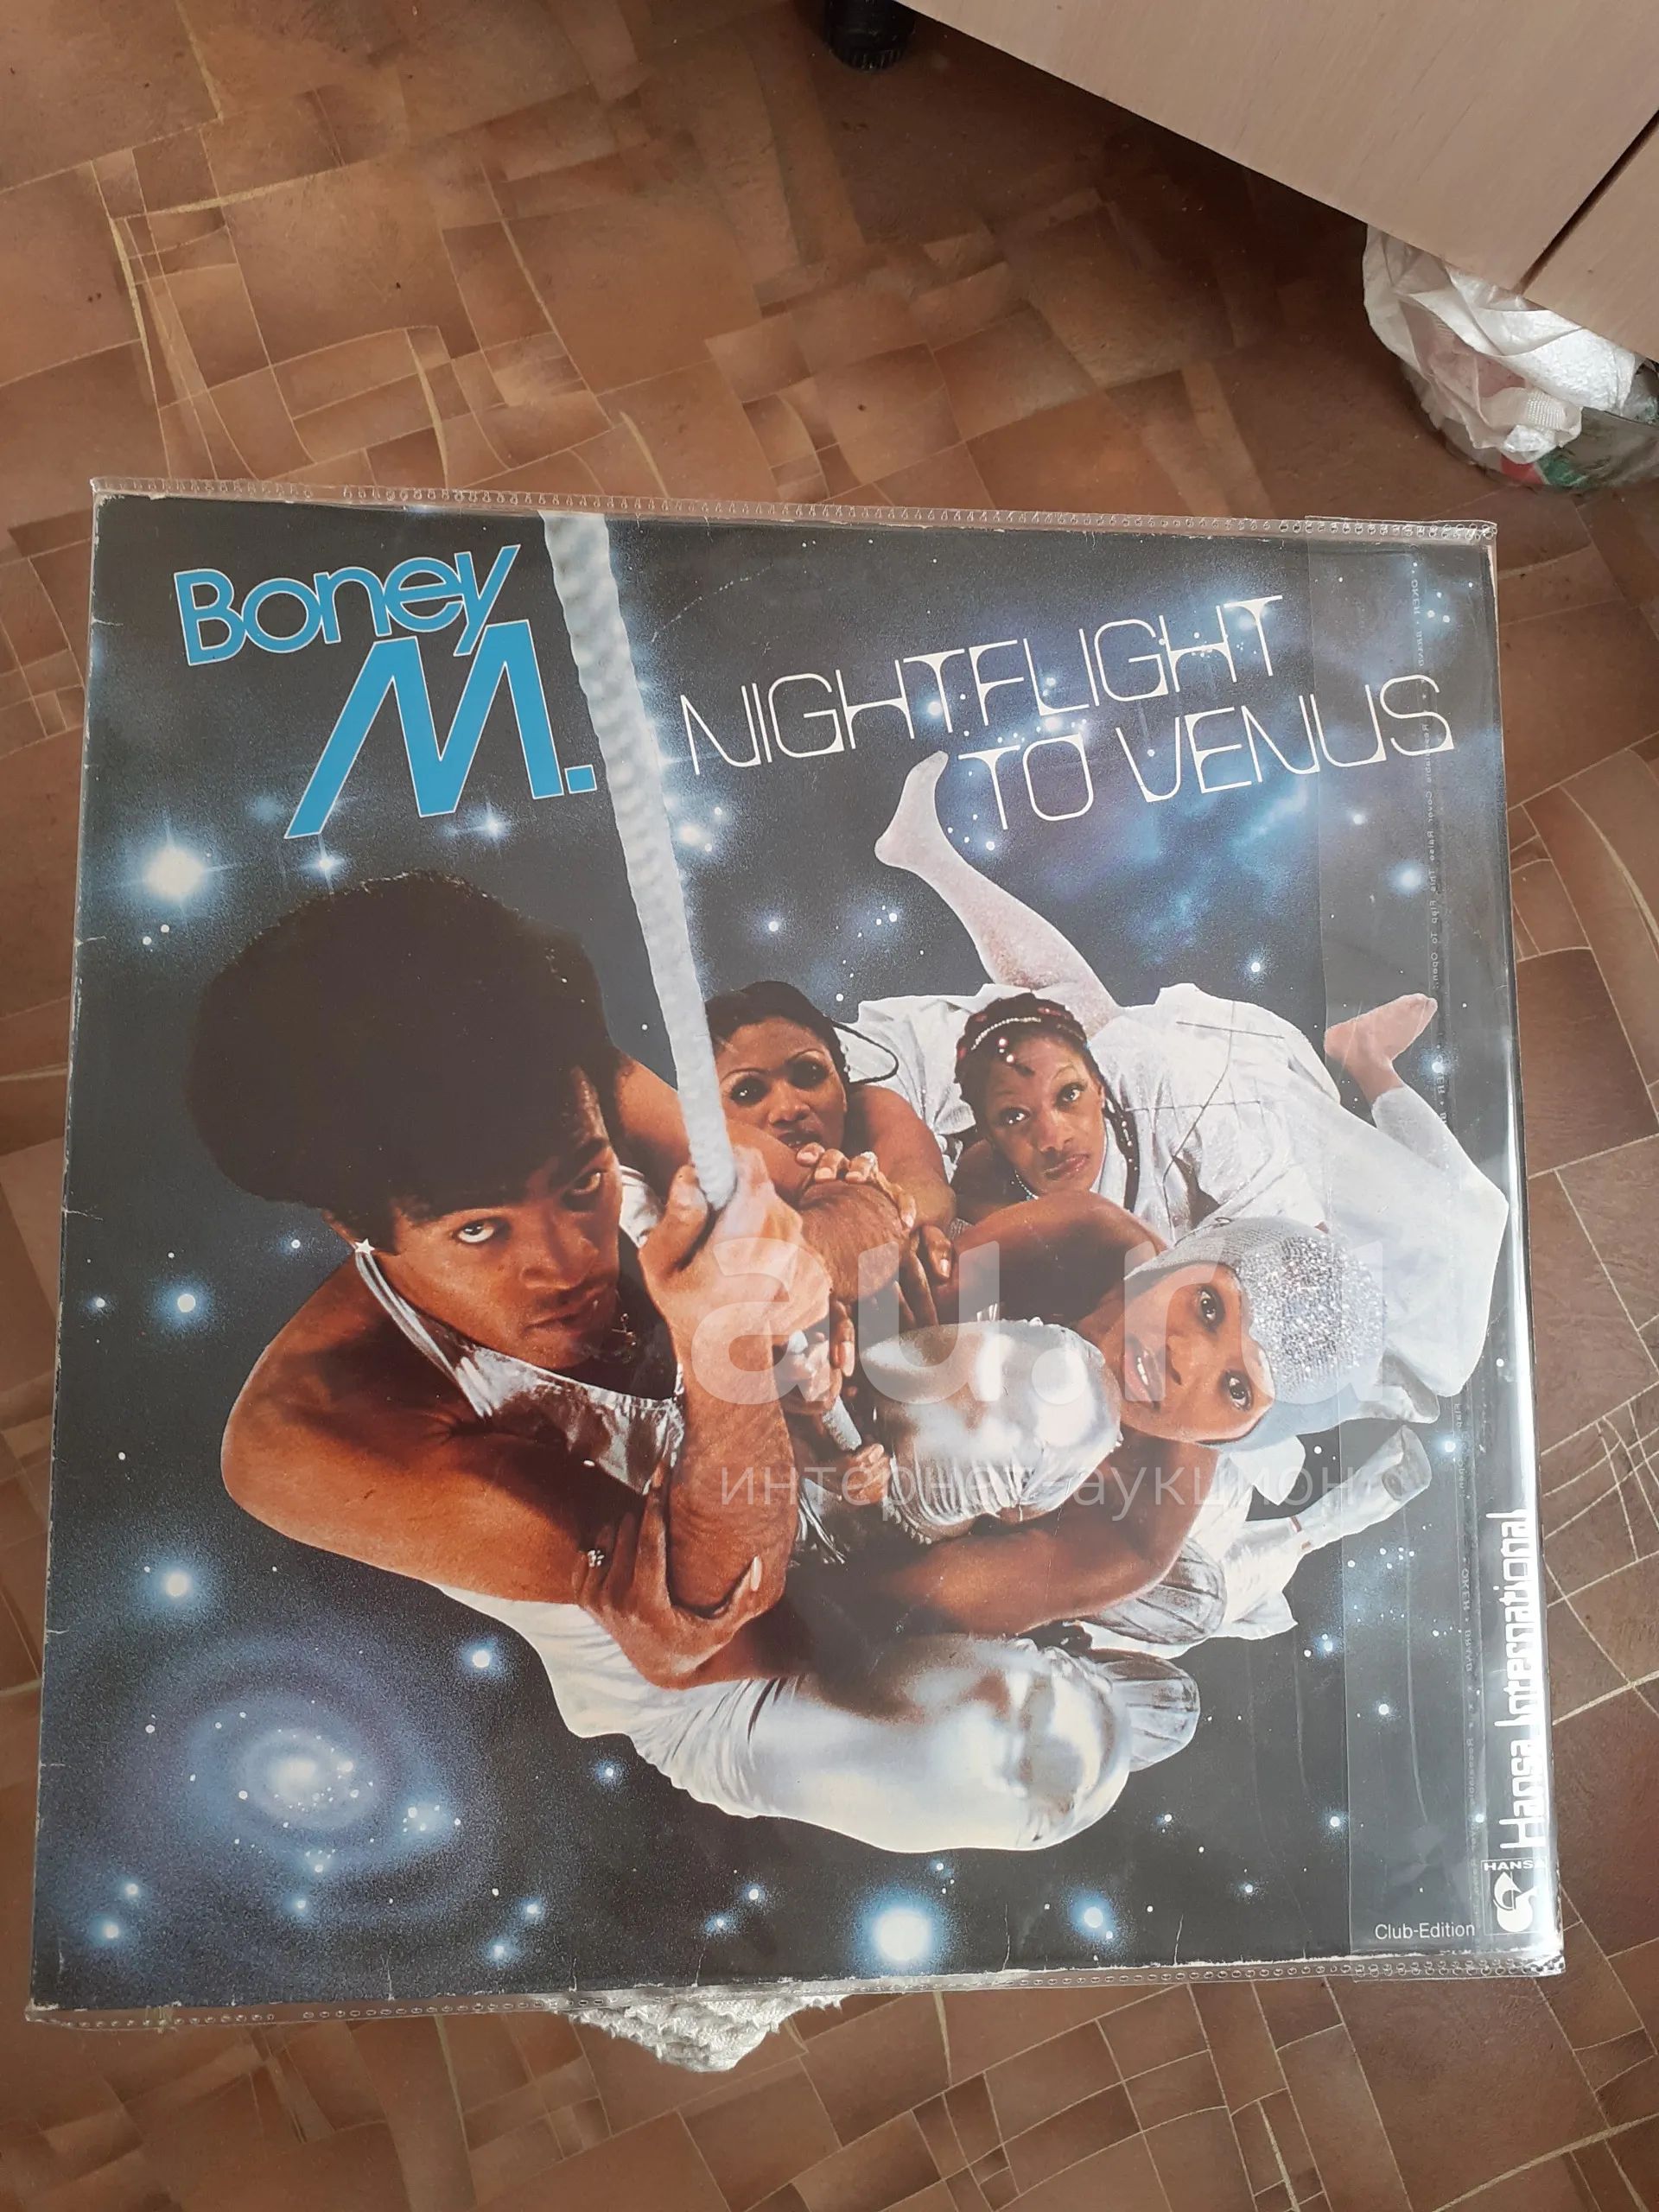 Boney
M.
NIGHTFLIGHT
TO VENUS
au.ru
интернет-аукцион
Hansa International
HANSA
Club-Edition